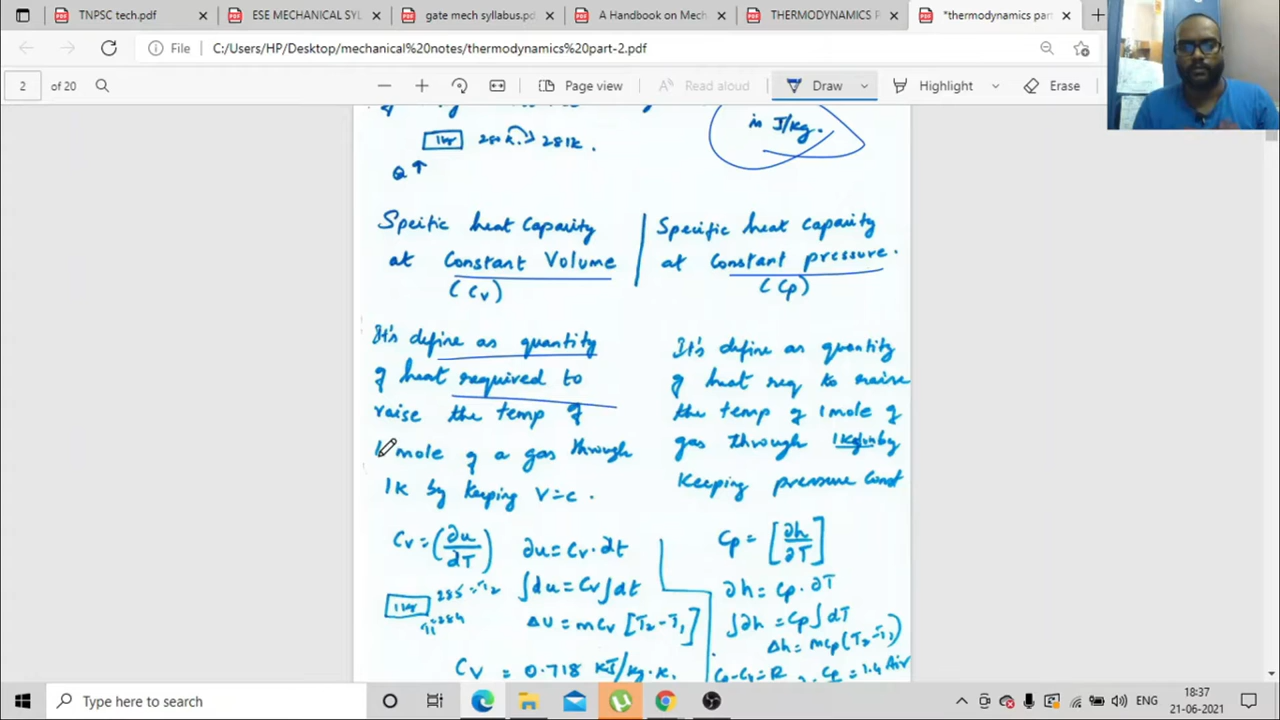 TNPSC tech.pdf
ESE MECHANICAL SYL
gate mech syllabus.pd
A Handbook on Mech
THERMODYNAMICS P
*thermodynamics par
File C:/Users/HP/Desktop/mechanical%20notes/thermodynamics%20part-2.pdf
2 of 20
Page view
Read aloud
Draw
Highlight
Erase
in J/kg.
281k.
Q ↑
Speific heat Capacity
at Constant Volume
(Cv)
Specific heat capacity
at Constant pressure.
(Cp)
It's define as quantity
of heat required to
raise the temp of
1 mole of a gas through
1k by keeping V=c.
It's define as quantity
of heat req to raise
the temp of 1mole of
gas through by
keeping pressure const
Cv = (∂u/∂T) ∂u = Cv·dt
∫du = Cv∫dt
ΔU = mCv [T2-T1]
Cv = 0.718 KJ/kg.k.
Cp = [∂h/∂T]
∂h = Cp.∂T
∫∂h = Cp∫dT
Δh = mcp(T2-T1)
Cp-Cv=R
= 1.4 Air
Type here to search
ENG
18:37
21-06-2021